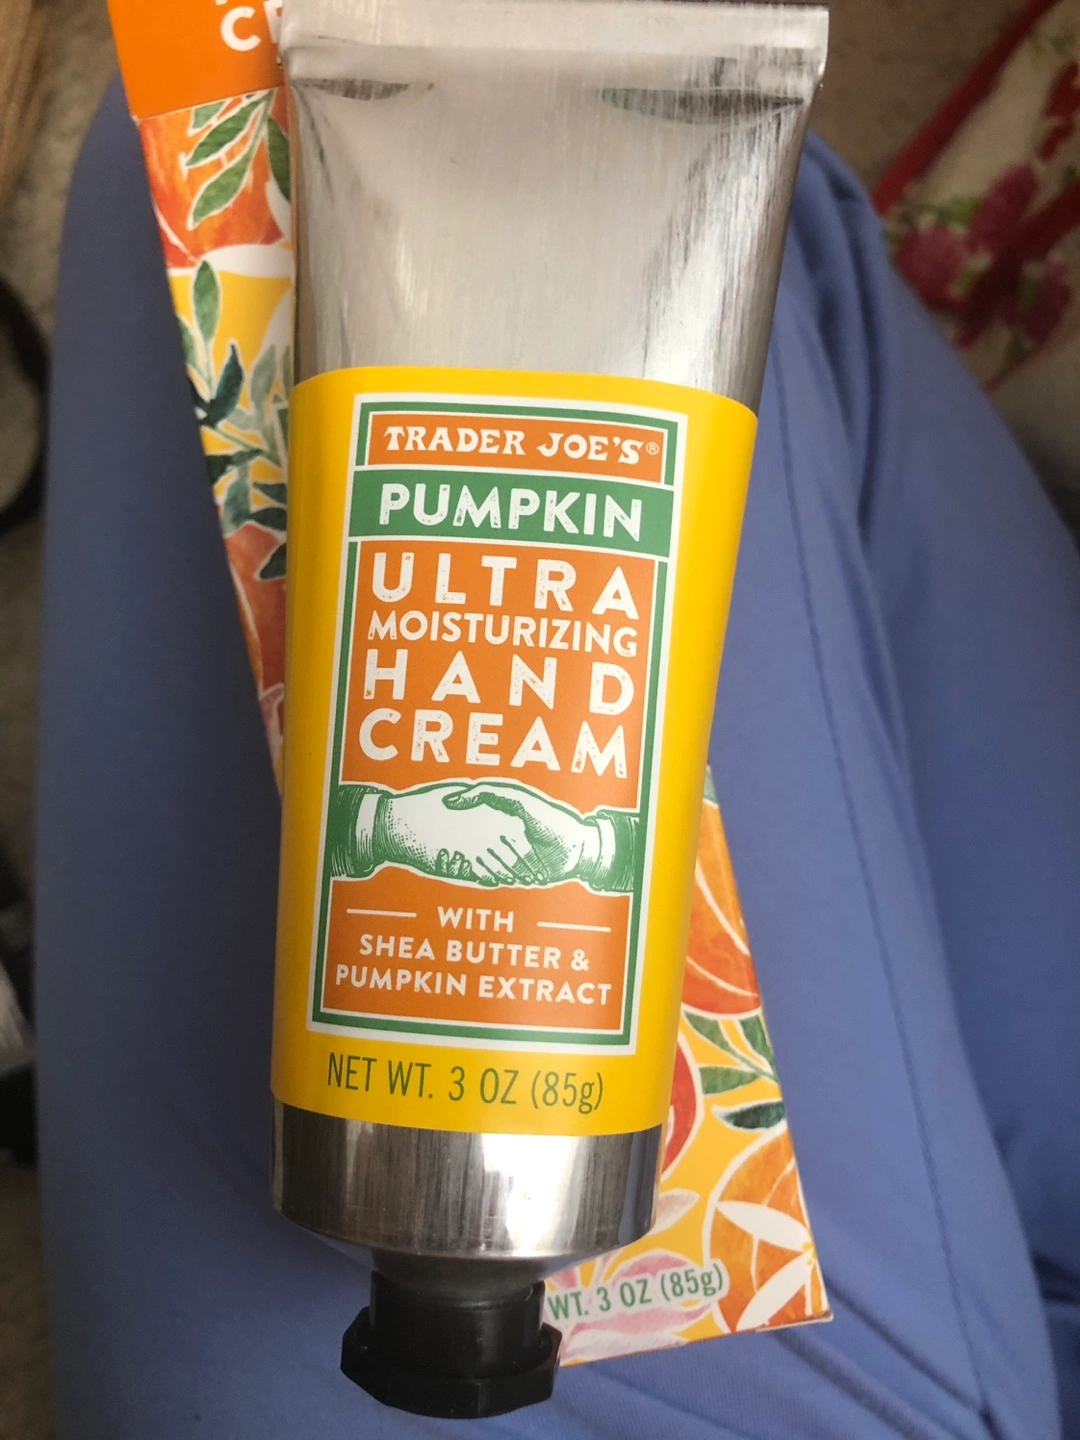 TRADER JOE'S®
PUMPKIN
ULTRA
MOISTURIZING
HAND
CREAM
WITH
SHEA BUTTER &
PUMPKIN EXTRACT
NET WT. 3 OZ (85g)
WT. 3 OZ (85g)